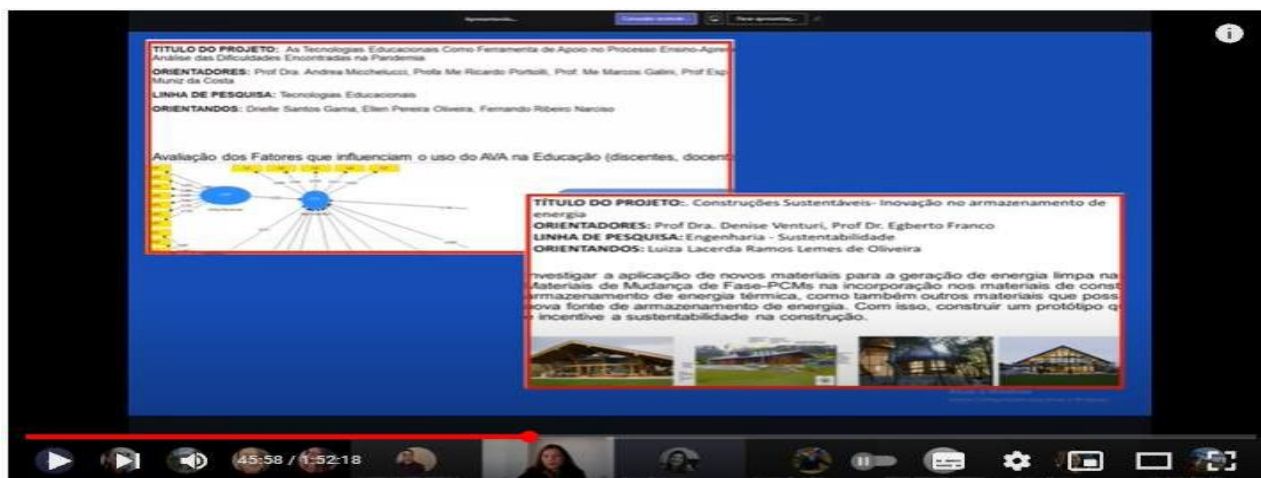 Apresentando...
TÍTULO DO PROJETO: As Tecnologias Educacionais Como Ferramenta de Apoio no Processo Ensino-Apren
Análise das Dificuldades Encontradas na Pandemia
ORIENTADORES: Prof Dra. Andrea Micchelucci, Profa Me Ricardo Portolli, Prof. Me Marcos Galini, Prof Esp
Muniz da Costa
LINHA DE PESQUISA: Tecnologias Educacionais
ORIENTANDOS: Drielle Santos Gama, Ellen Pereira Oliveira, Fernando Ribeiro Narciso
Avaliação dos Fatores que influenciam o uso do AVA na Educação (discentes, docent
TÍTULO DO PROJETO:. Construções Sustentáveis- Inovação no armazenamento de
energia
ORIENTADORES: Prof Dra. Denise Venturi, Prof Dr. Egberto Franco
LINHA DE PESQUISA: Engenharia - Sustentabilidade
ORIENTANDOS: Luiza Lacerda Ramos Lemes de Oliveira
nvestigar a aplicação de novos materiais para a geração de energia limpa na
Materiais de Mudança de Fase-PCMs na incorporação nos materiais de const
armazenamento de energia térmica, como também outros materiais que poss
nova fonte de armazenamento de energia. Com isso, construir um protótipo q
e incentive a sustentabilidade na construção.
45:58 / 1:52:18